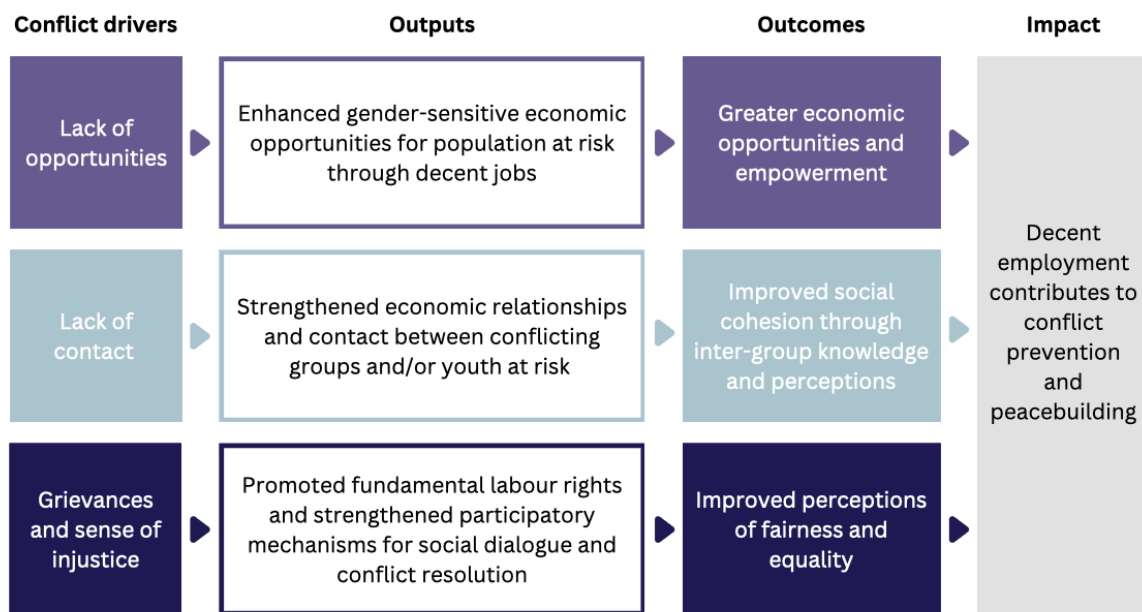 Conflict drivers
Outputs
Outcomes
Impact
Lack of
opportunities
Enhanced gender-sensitive economic
opportunities for population at risk
through decent jobs
Greater economic
opportunities and
empowerment
Lack of
contact
Strengthened economic relationships
and contact between conflicting
groups and/or youth at risk
Improved social
cohesion through
inter-group knowledge
and perceptions
Grievances
and sense of
injustice
Promoted fundamental labour rights
and strengthened participatory
mechanisms for social dialogue and
conflict resolution
Improved perceptions
of fairness and
equality
Decent
employment
contributes to
conflict
prevention
and
peacebuilding